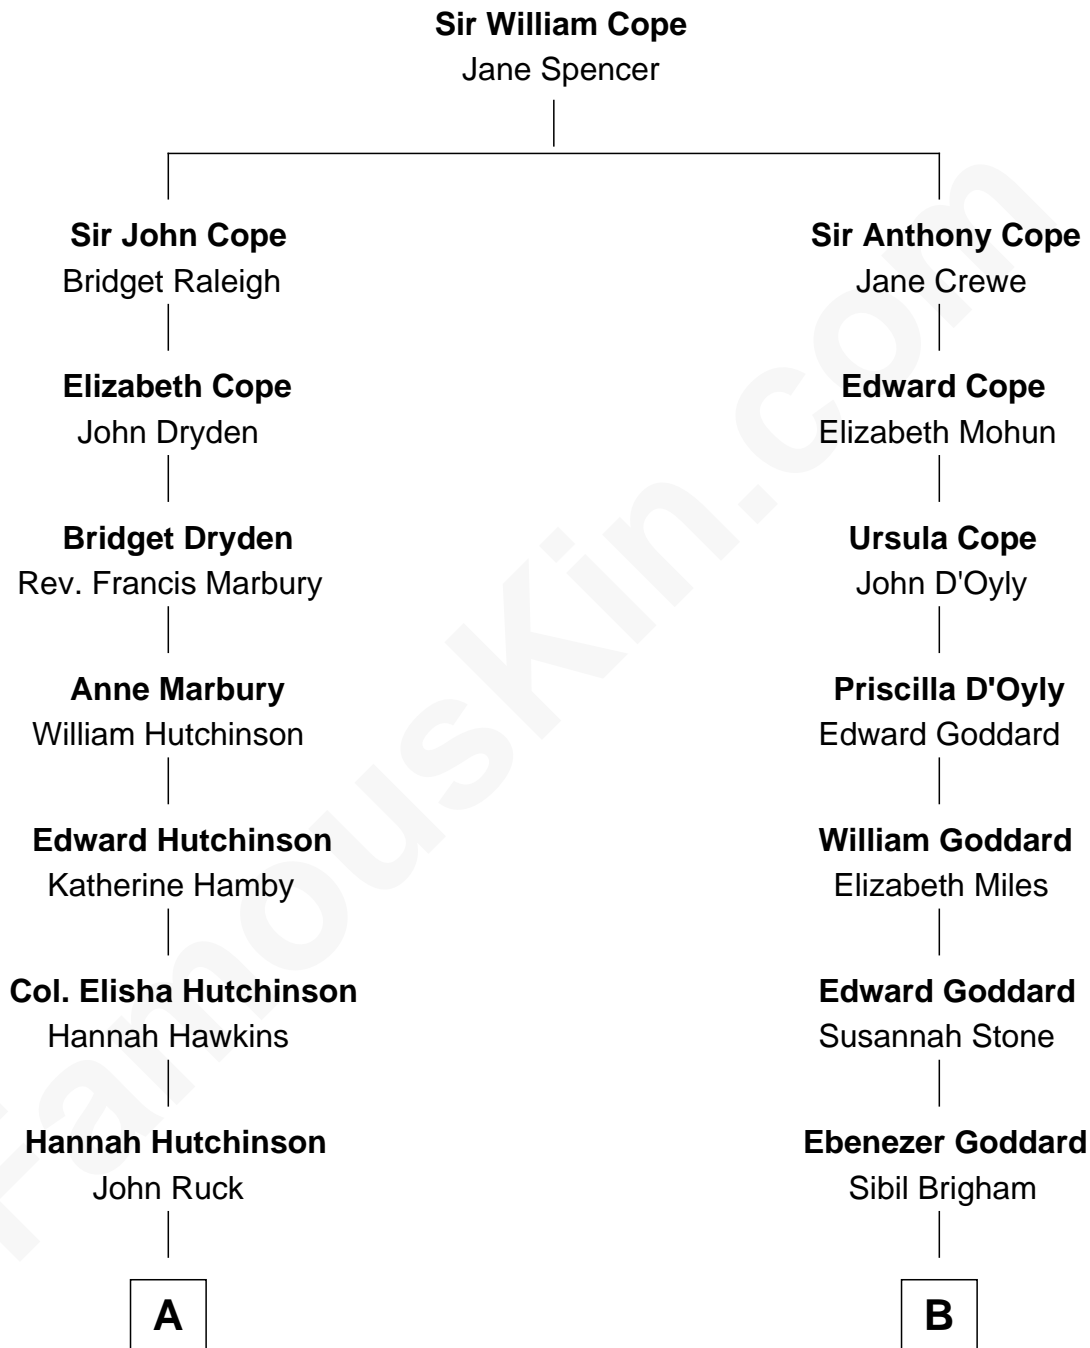 Sir William Cope
Jane Spencer
Sir John Cope
Bridget Raleigh
Elizabeth Cope
John Dryden
Bridget Dryden
Rev. Francis Marbury
Anne Marbury
William Hutchinson
Edward Hutchinson
Katherine Hamby
Col. Elisha Hutchinson
Hannah Hawkins
Hannah Hutchinson
John Ruck
A
Sir Anthony Cope
Jane Crewe
Edward Cope
Elizabeth Mohun
Ursula Cope
John D'Oyly
Priscilla D'Oyly
Edward Goddard
William Goddard
Elizabeth Miles
Edward Goddard
Susannah Stone
Ebenezer Goddard
Sibil Brigham
B
FamousKin.com